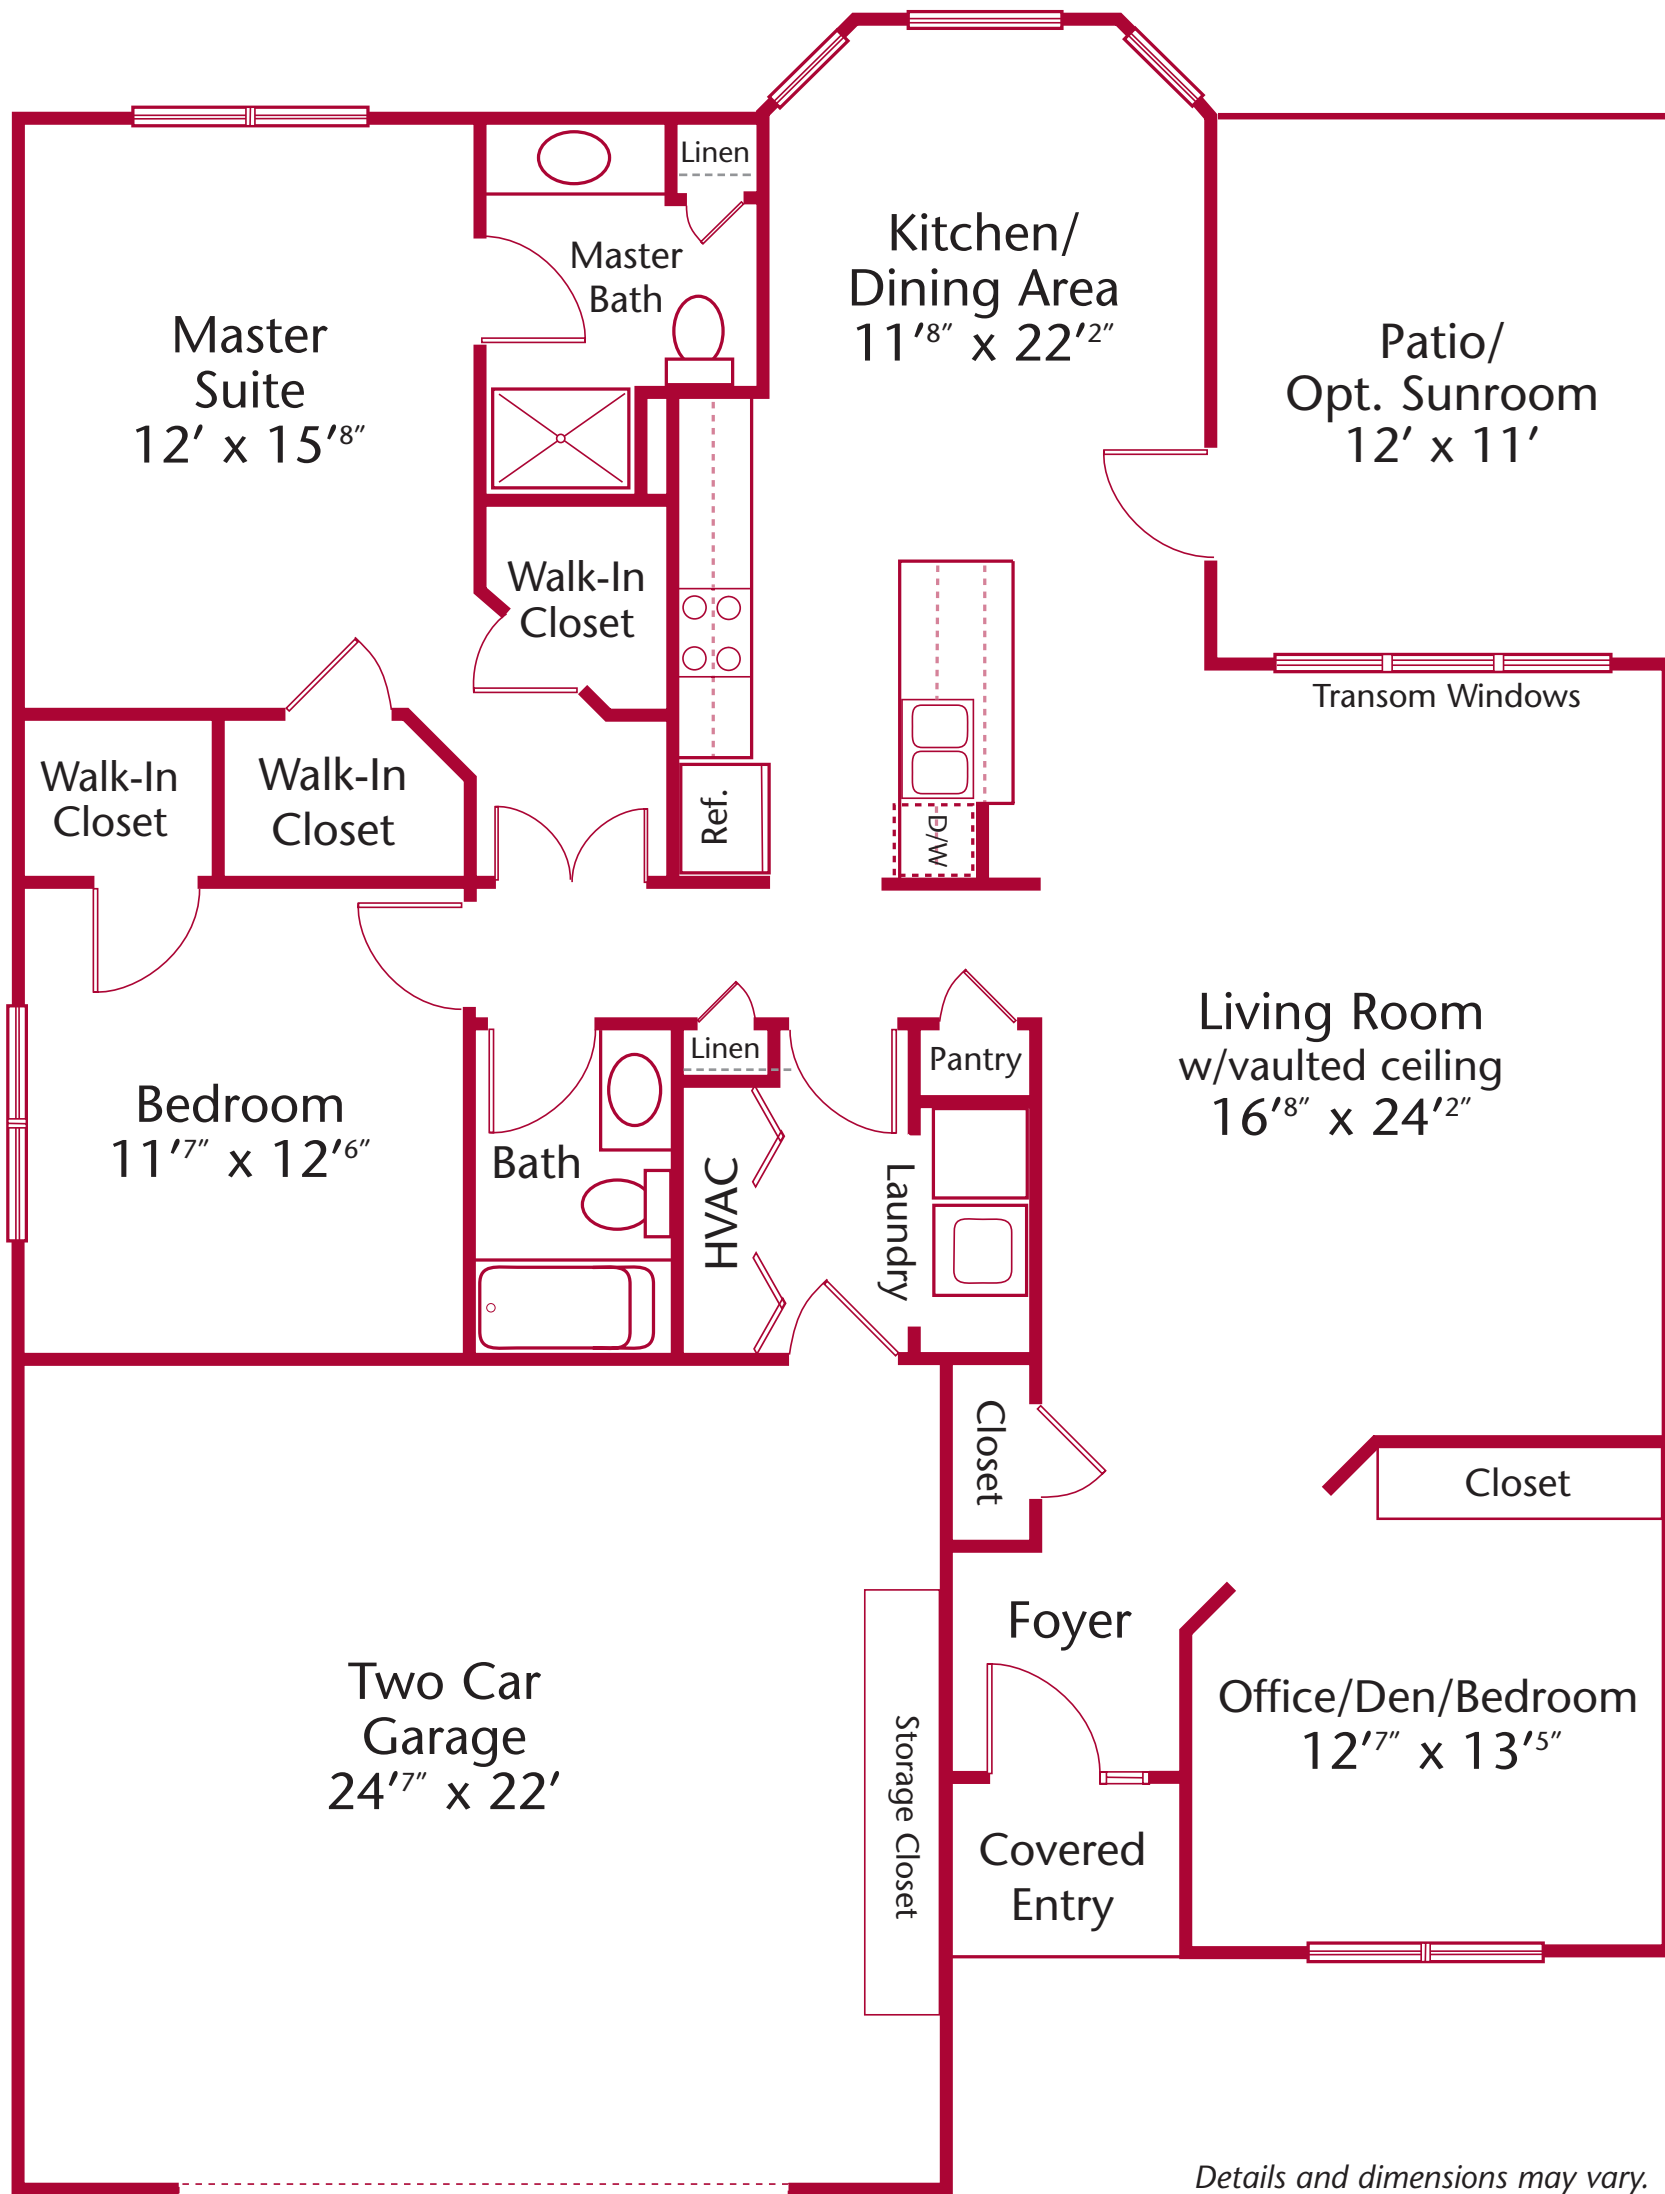 Linen
Master
Bath
Kitchen/
Dining Area
11'8" x 22'2"
Master
Suite
12' x 15'8"
Patio/
Opt. Sunroom
12' x 11'
Walk-In
Closet
Transom Windows
Walk-In
Closet
Walk-In
Closet
Ref.
D/W
Living Room
w/vaulted ceiling
16'8" x 24'2"
Linen
Pantry
Bedroom
11'7" x 12'6"
Bath
HVAC
Laundry
Closet
Closet
Foyer
Two Car
Garage
24'7" x 22'
Storage Closet
Office/Den/Bedroom
12'7" x 13'5"
Covered
Entry
Details and dimensions may vary.